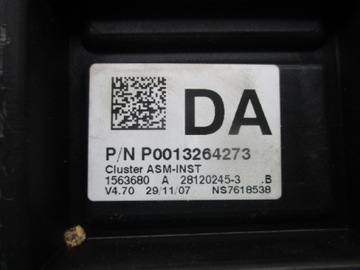 DA
P/N P0013264273
Cluster ASM-INST
1563680 A 28120245-3 .B
V4.70 29/11/07 NS7618538